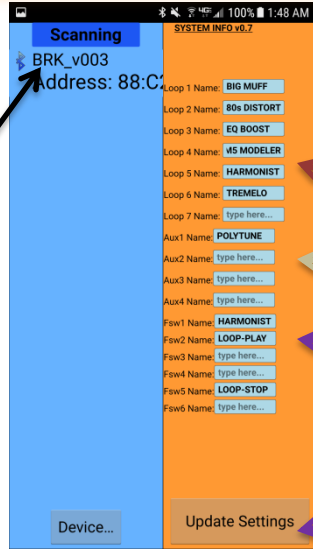 4G 100% 1:48 AM
Scanning
BRK_v003
Address: 88:C
Device...
SYSTEM INFO v0.7
Loop 1 Name: BIG MUFF
Loop 2 Name: 80s DISTORT
Loop 3 Name: EQ BOOST
Loop 4 Name: M5 MODELER
Loop 5 Name: HARMONIST
Loop 6 Name: TREMELO
Loop 7 Name: type here...
Aux1 Name: POLYTUNE
Aux2 Name: type here...
Aux3 Name: type here...
Aux4 Name: type here...
Fsw1 Name: HARMONIST
Fsw2 Name: LOOP-PLAY
Fsw3 Name: type here...
Fsw4 Name: type here...
Fsw5 Name: LOOP-STOP
Fsw6 Name: type here...
Update Settings